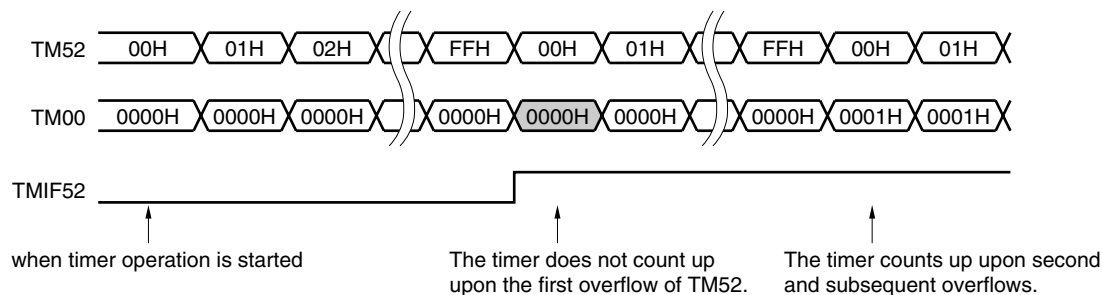 TM52 00H 01H 02H FFH 00H 01H FFH 00H 01H
TM00 0000H 0000H 0000H 0000H 0000H 0000H 0000H 0001H 0001H
TMIF52
when timer operation is started
The timer does not count up
upon the first overflow of TM52.
The timer counts up upon second
and subsequent overflows.